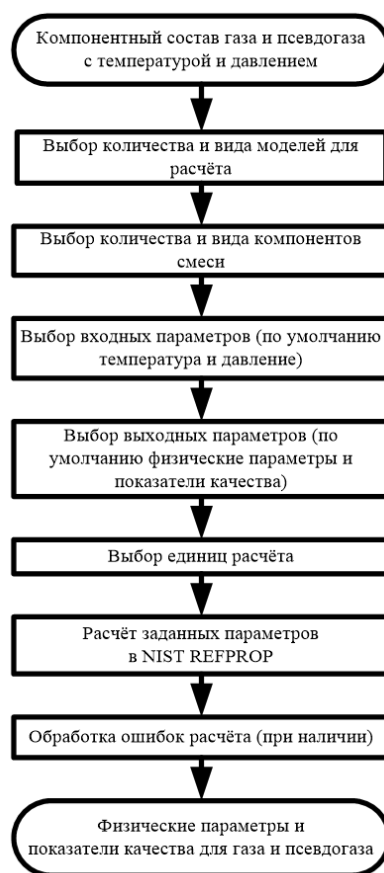 Компонентный состав газа и псевдогаза
с температурой и давлением
Выбор количества и вида моделей для
расчёта
Выбор количества и вида компонентов
смеси
Выбор входных параметров (по умолчанию
температура и давление)
Выбор выходных параметров (по
умолчанию физические параметры и
показатели качества)
Выбор единиц расчёта
Расчёт заданных параметров
в NIST REFPROP
Обработка ошибок расчёта (при наличии)
Физические параметры и
показатели качества для газа и псевдогаза